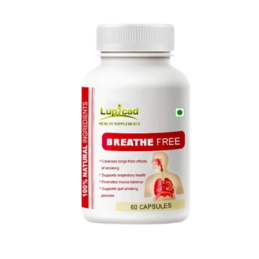 Lupicad
HEALTH SUPPLEMENTS
BREATHE FREE
• Cleanses lungs from effects
of smoking
• Supports respiratory health
• Promotes mucus balance
• Supports quit smoking
process
60 CAPSULES
100% NATURAL INGREDIENTS